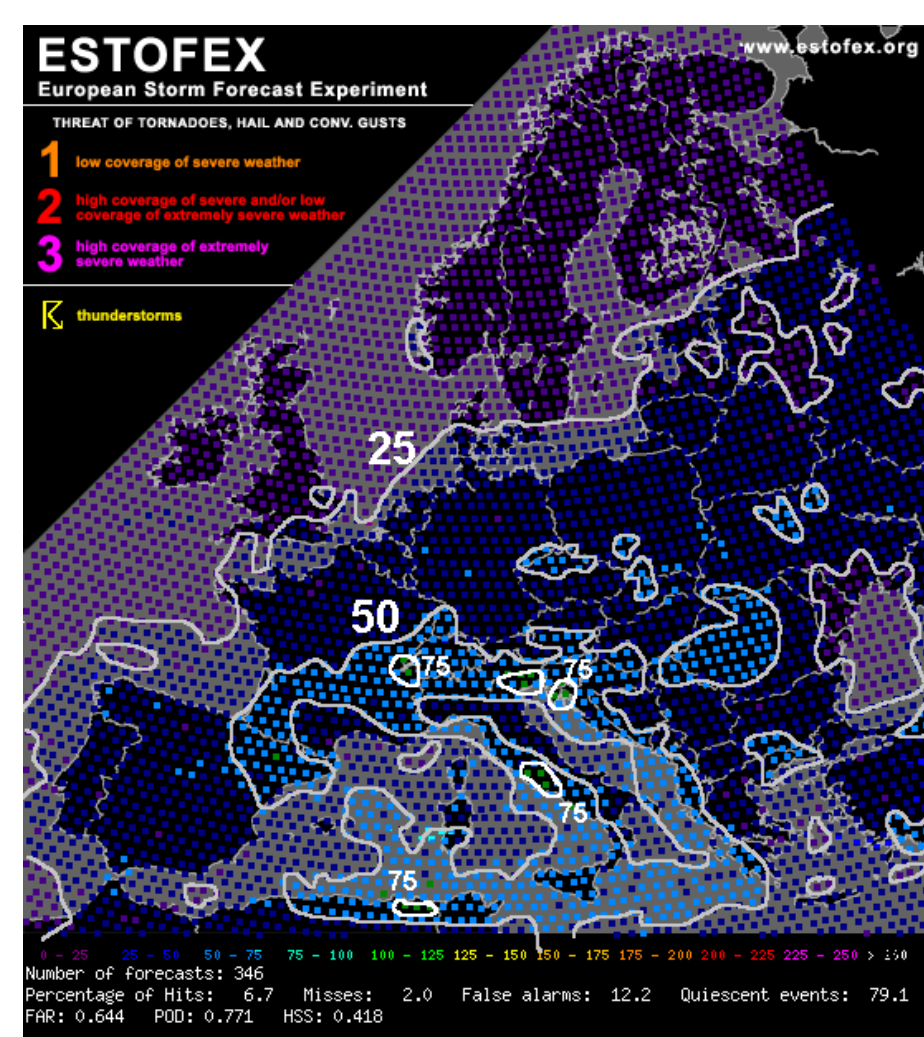 ESTOFEX
www.estofex.org
European Storm Forecast Experiment
THREAT OF TORNADOES, HAIL AND CONV. GUSTS
1 low coverage of severe weather
2 high coverage of severe and/or low
coverage of extremely severe weather
3 high coverage of extremely
severe weather
thunderstorms
25
50
75
75
75
75
0 - 25 25 - 50 50 - 75 75 - 100 100 - 125 125 - 150 150 - 175 175 - 200 200 - 225 225 - 250 >
Number of forecasts: 346
Percentage of Hits: 6.7 Misses: 2.0 False alarms: 12.2 Quiescent events: 79.1
FAR: 0.644 POD: 0.771 HSS: 0.418